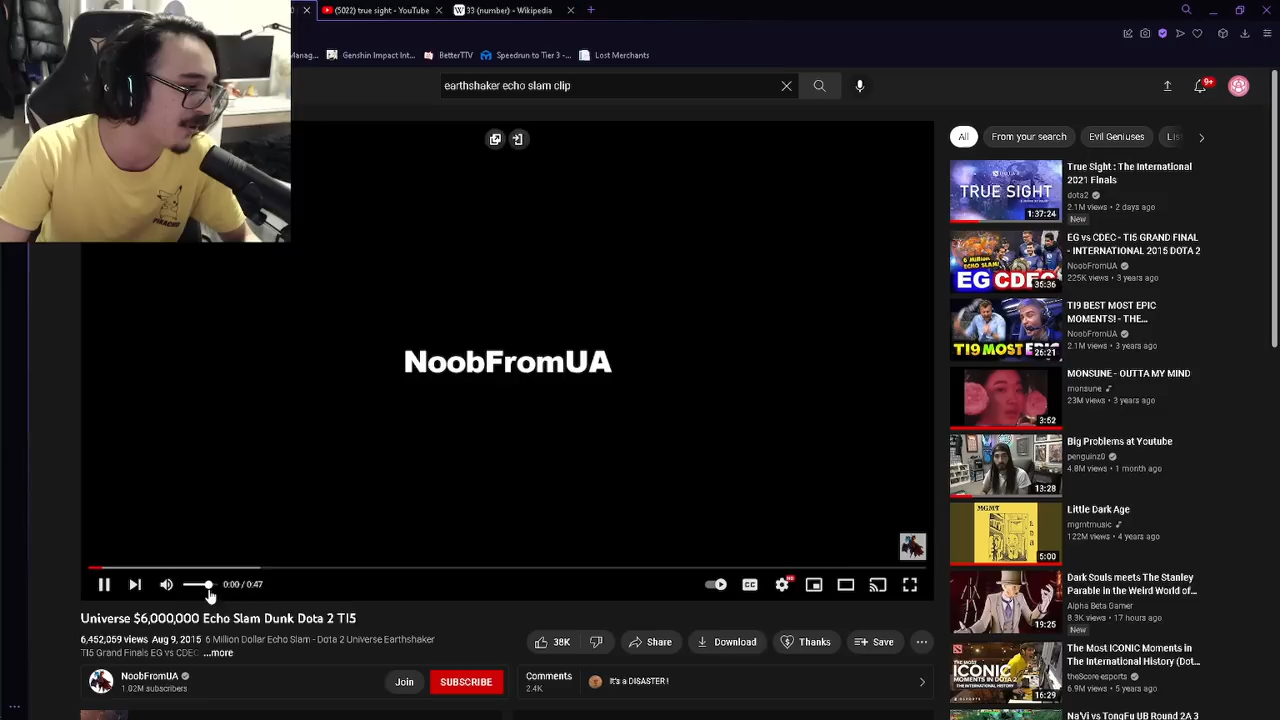 (5022) true sight - YouTube
33 (number) - Wikipedia
Genshin Impact Int...
BetterTTV
Speedrun to Tier 3 -...
Lost Merchants
earthshaker echo slam clip
9+
PIKACHU
NoobFromUA
0:00 / 0:47
Universe $6,000,000 Echo Slam Dunk Dota 2 TI5
6,452,059 views Aug 9, 2015 6 Million Dollar Echo Slam - Dota 2 Universe Earthshaker
TI5 Grand Finals EG vs CDEC ...more
38K
Share
Download
Thanks
Save
NoobFromUA
1.02M subscribers
Join
SUBSCRIBE
Comments
2.4K
It's a DISASTER!
All
From your search
Evil Geniuses
TRUE SIGHT
1:37:24
True Sight : The International
2021 Finals
dota2
2.1M views • 2 days ago
New
6 MILLION
ECHO SLAM!
EG CDEC
36:36
EG vs CDEC - TI5 GRAND FINAL
- INTERNATIONAL 2015 DOTA 2
NoobFromUA
225K views • 3 years ago
TI9 MOST EPIC
26:21
TI9 BEST MOST EPIC
MOMENTS! - THE...
NoobFromUA
2.1M views • 3 years ago
3:52
MONSUNE - OUTTA MY MIND
monsune
23M views • 3 years ago
13:28
Big Problems at Youtube
penguinz0
4.8M views • 1 month ago
MGMT
5:00
Little Dark Age
mgmtmusic
122M views • 4 years ago
19:25
Dark Souls meets The Stanley
Parable in the Weird World of...
Alpha Beta Gamer
8.3K views • 17 hours ago
New
ICONIC
16:29
The Most ICONIC Moments in
The International History (Dot...
theScore esports
6.9M views • 5 years ago
Na'Vi vs TongFu UB Round 2A 3